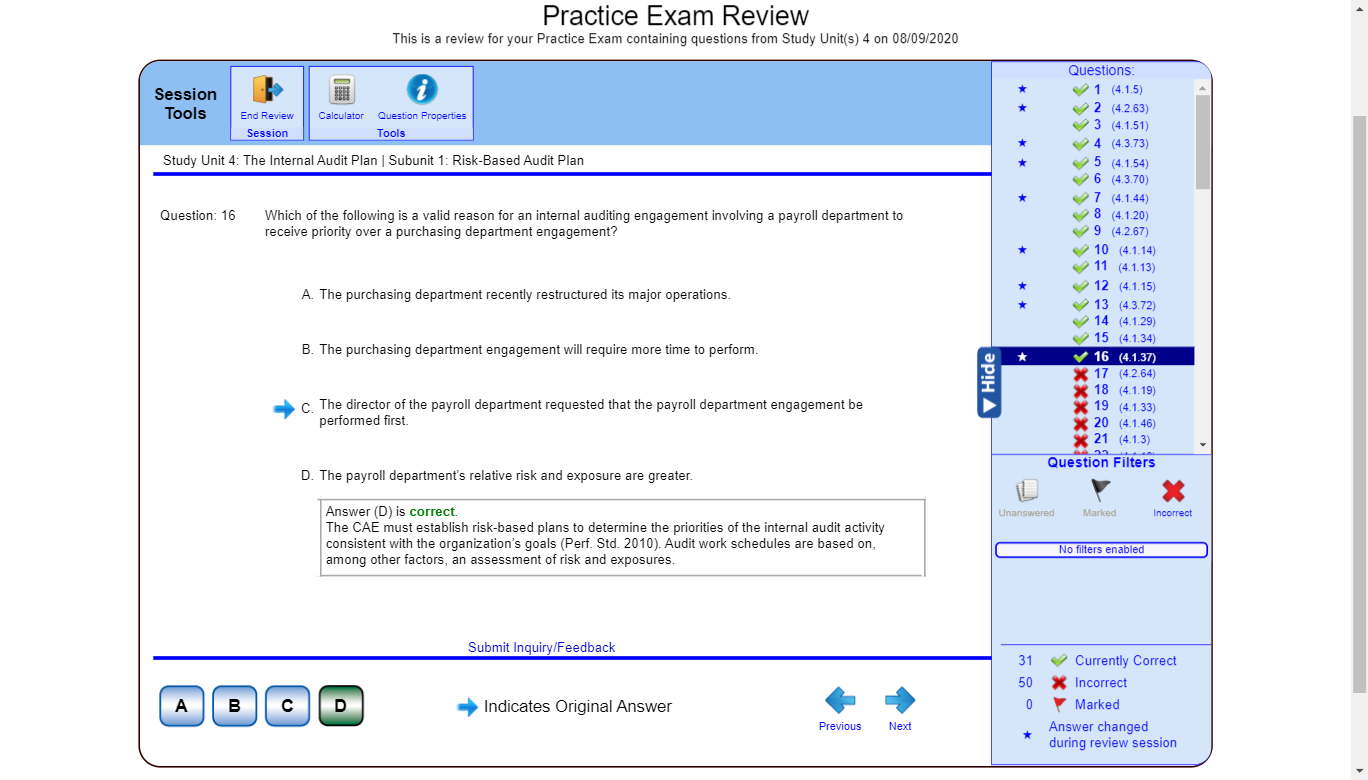 Practice Exam Review
This is a review for your Practice Exam containing questions from Study Unit(s) 4 on 08/09/2020
Session
Tools
End Review
Session
Calculator
Question Properties
Tools
Study Unit 4: The Internal Audit Plan | Subunit 1: Risk-Based Audit Plan
Question: 16
Which of the following is a valid reason for an internal auditing engagement involving a payroll department to
receive priority over a purchasing department engagement?
A. The purchasing department recently restructured its major operations.
B. The purchasing department engagement will require more time to perform.
C. The director of the payroll department requested that the payroll department engagement be
performed first.
D. The payroll department's relative risk and exposure are greater.
Answer (D) is correct.
The CAE must establish risk-based plans to determine the priorities of the internal audit activity
consistent with the organization's goals (Perf. Std. 2010). Audit work schedules are based on,
among other factors, an assessment of risk and exposures.
Submit Inquiry/Feedback
A
B
C
D
Indicates Original Answer
Previous
Next
Questions:
1 (4.1.5)
2 (4.2.63)
3 (4.1.51)
4 (4.3.73)
5 (4.1.54)
6 (4.3.70)
7 (4.1.44)
8 (4.1.20)
9 (4.2.67)
10 (4.1.14)
11 (4.1.13)
12 (4.1.15)
13 (4.3.72)
14 (4.1.29)
15 (4.1.34)
16 (4.1.37)
17 (4.2.64)
18 (4.1.19)
19 (4.1.33)
20 (4.1.46)
21 (4.1.3)
Hide
Question Filters
Unanswered
Marked
Incorrect
No filters enabled
31 Currently Correct
50 Incorrect
0 Marked
Answer changed
during review session